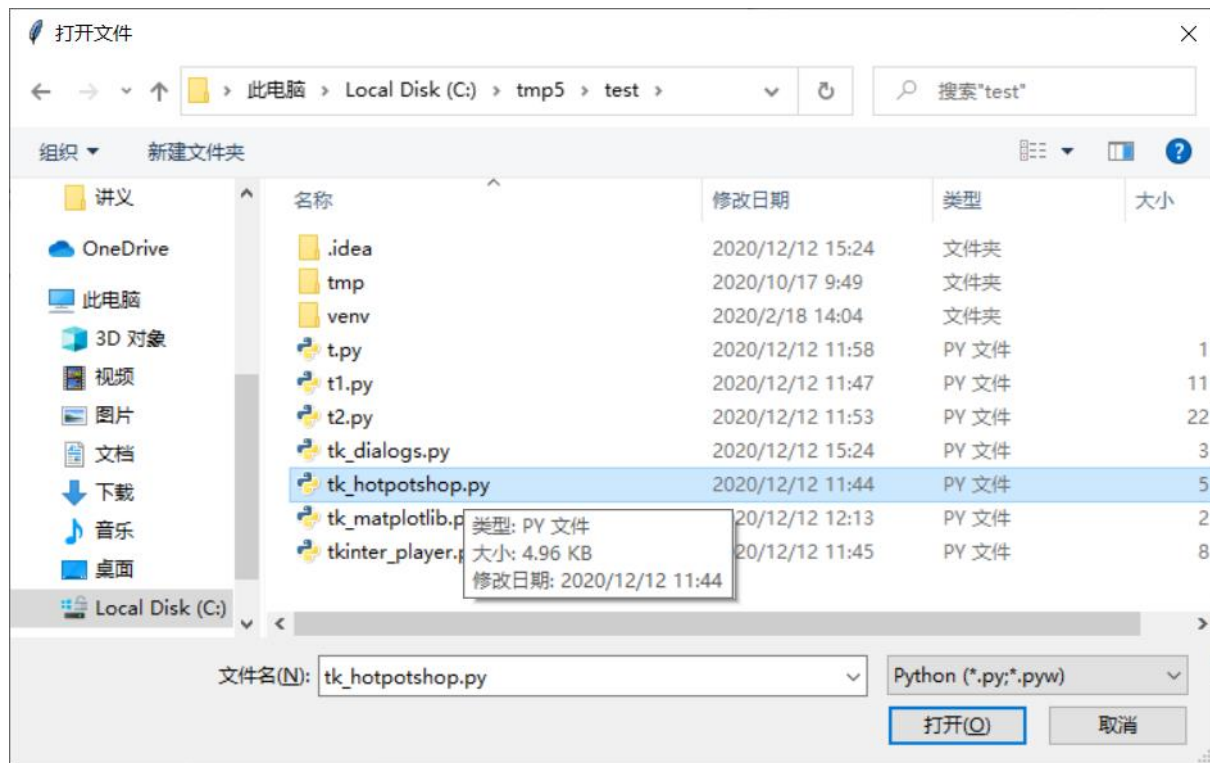 打开文件
此电脑 › Local Disk (C:) › tmp5 › test ›
搜索"test"
组织 新建文件夹
讲义
OneDrive
此电脑
3D 对象
视频
图片
文档
下载
音乐
桌面
Local Disk (C:)
名称 修改日期 类型 大小
.idea 2020/12/12 15:24 文件夹
tmp 2020/10/17 9:49 文件夹
venv 2020/2/18 14:04 文件夹
t.py 2020/12/12 11:58 PY 文件 1
t1.py 2020/12/12 11:47 PY 文件 11
t2.py 2020/12/12 11:53 PY 文件 22
tk_dialogs.py 2020/12/12 15:24 PY 文件 3
tk_hotpotshop.py 2020/12/12 11:44 PY 文件 5
tk_matplotlib.p 20/12/12 12:13 PY 文件 2
tkinter_player.p 20/12/12 11:45 PY 文件 8
类型: PY 文件
大小: 4.96 KB
修改日期: 2020/12/12 11:44
文件名(N): tk_hotpotshop.py Python (*.py;*.pyw)
打开(O) 取消